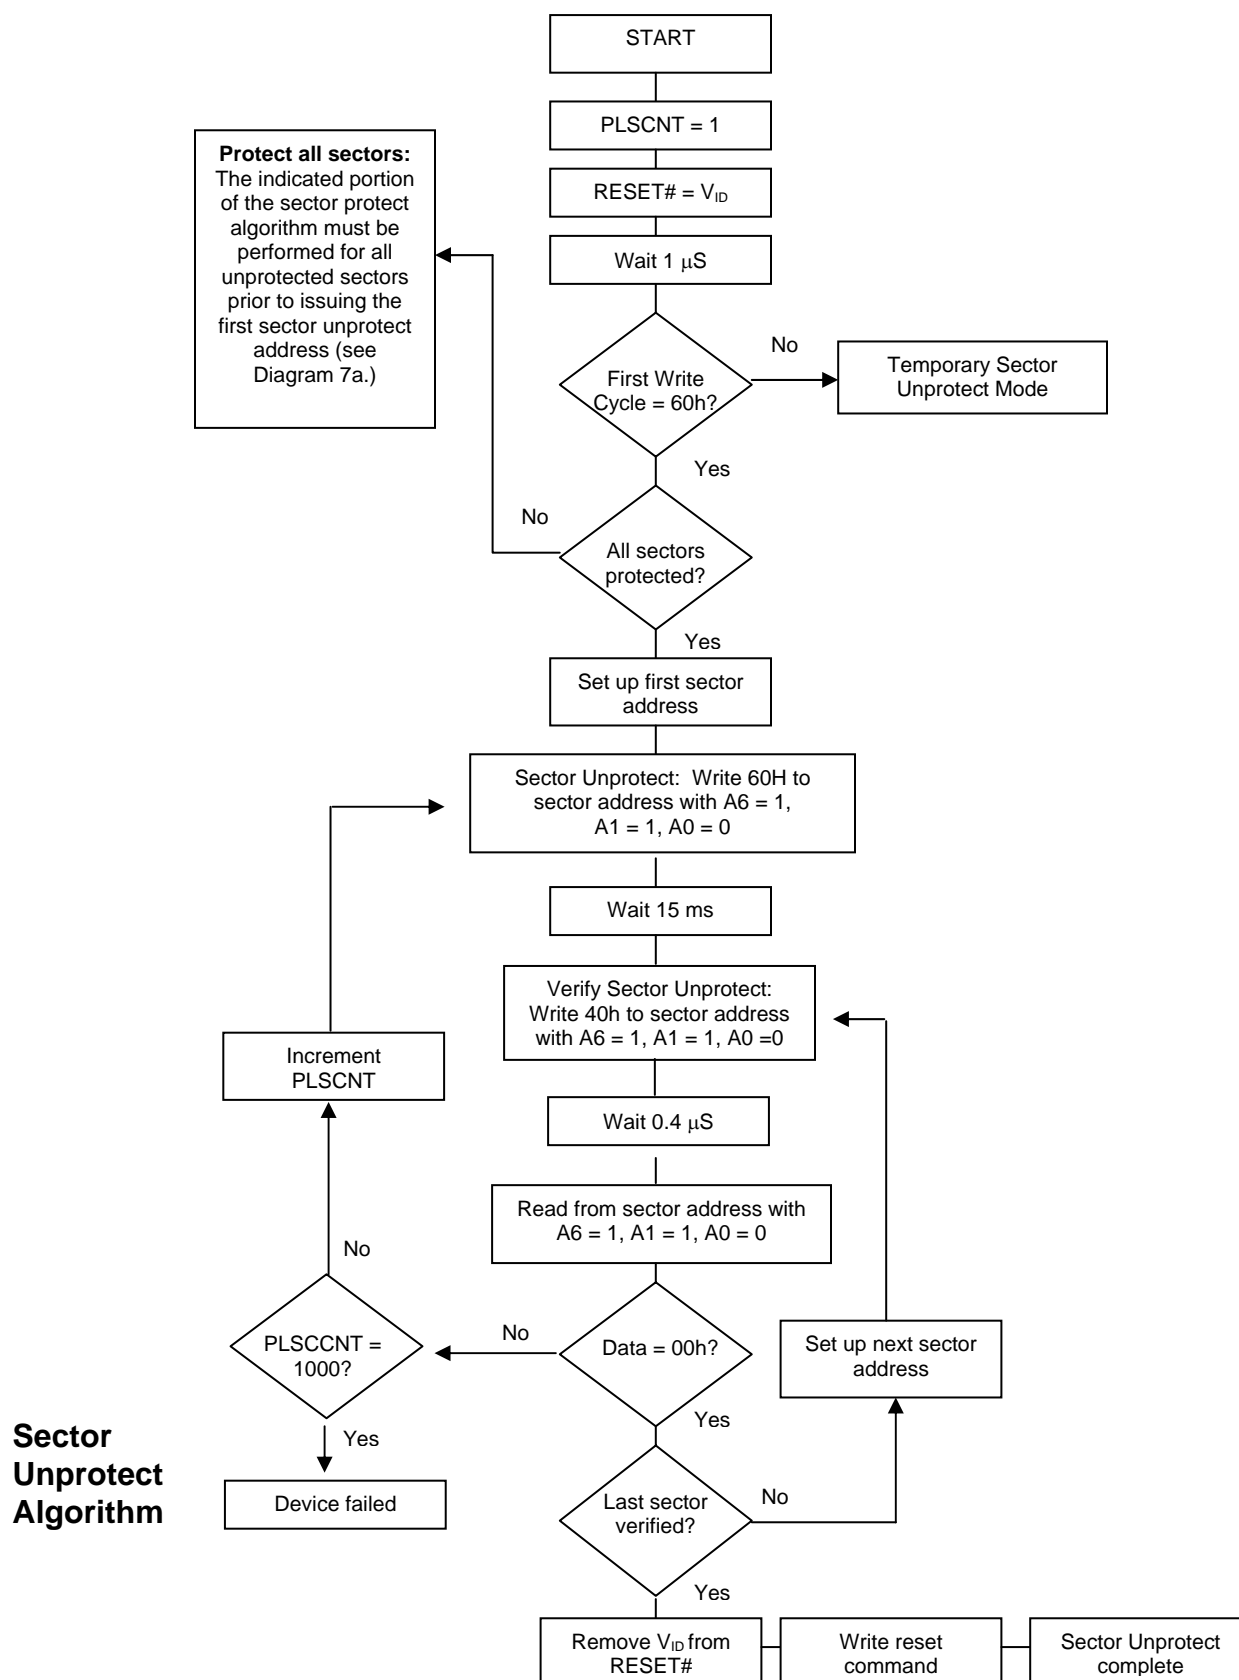 START
PLSCNT = 1
RESET# = VID
Wait 1 μS
Protect all sectors:
The indicated portion
of the sector protect
algorithm must be
performed for all
unprotected sectors
prior to issuing the
first sector unprotect
address (see
Diagram 7a.)
First Write
Cycle = 60h?
No
Temporary Sector
Unprotect Mode
Yes
No
All sectors
protected?
Yes
Set up first sector
address
Sector Unprotect:  Write 60H to
sector address with A6 = 1,
A1 = 1, A0 = 0
Wait 15 ms
Verify Sector Unprotect:
Write 40h to sector address
with A6 = 1, A1 = 1, A0 =0
Increment
PLSCNT
Wait 0.4 μS
Read from sector address with
A6 = 1, A1 = 1, A0 = 0
No
PLSCCNT =
1000?
No
Data = 00h?
Set up next sector
address
Yes
Yes
Sector
Unprotect
Algorithm
Device failed
Last sector
verified?
No
Yes
Remove VID from
RESET#
Write reset
command
Sector Unprotect
complete